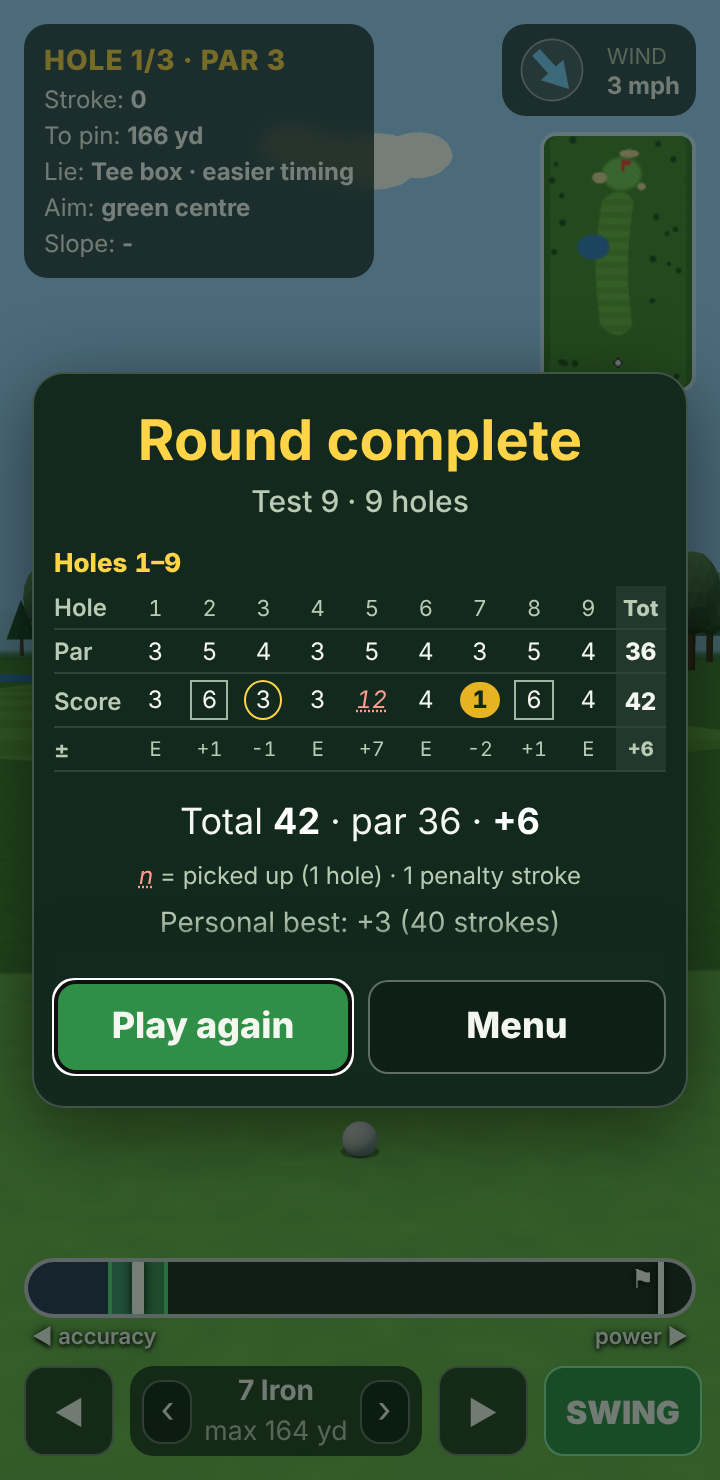 HOLE 1/3 · PAR 3
Stroke: 0
To pin: 166 yd
Lie: Tee box · easier timing
Aim: green centre
Slope: -
WIND
3 mph
Round complete
Test 9 · 9 holes
Holes 1–9
Hole 1 2 3 4 5 6 7 8 9 Tot
Par 3 5 4 3 5 4 3 5 4 36
Score 3 6 3 3 12 4 1 6 4 42
± E +1 -1 E +7 E -2 +1 E +6
Total 42 · par 36 · +6
n = picked up (1 hole) · 1 penalty stroke
Personal best: +3 (40 strokes)
Play again
Menu
◀ accuracy
power ▶
◀
‹
7 Iron
max 164 yd
›
▶
SWING